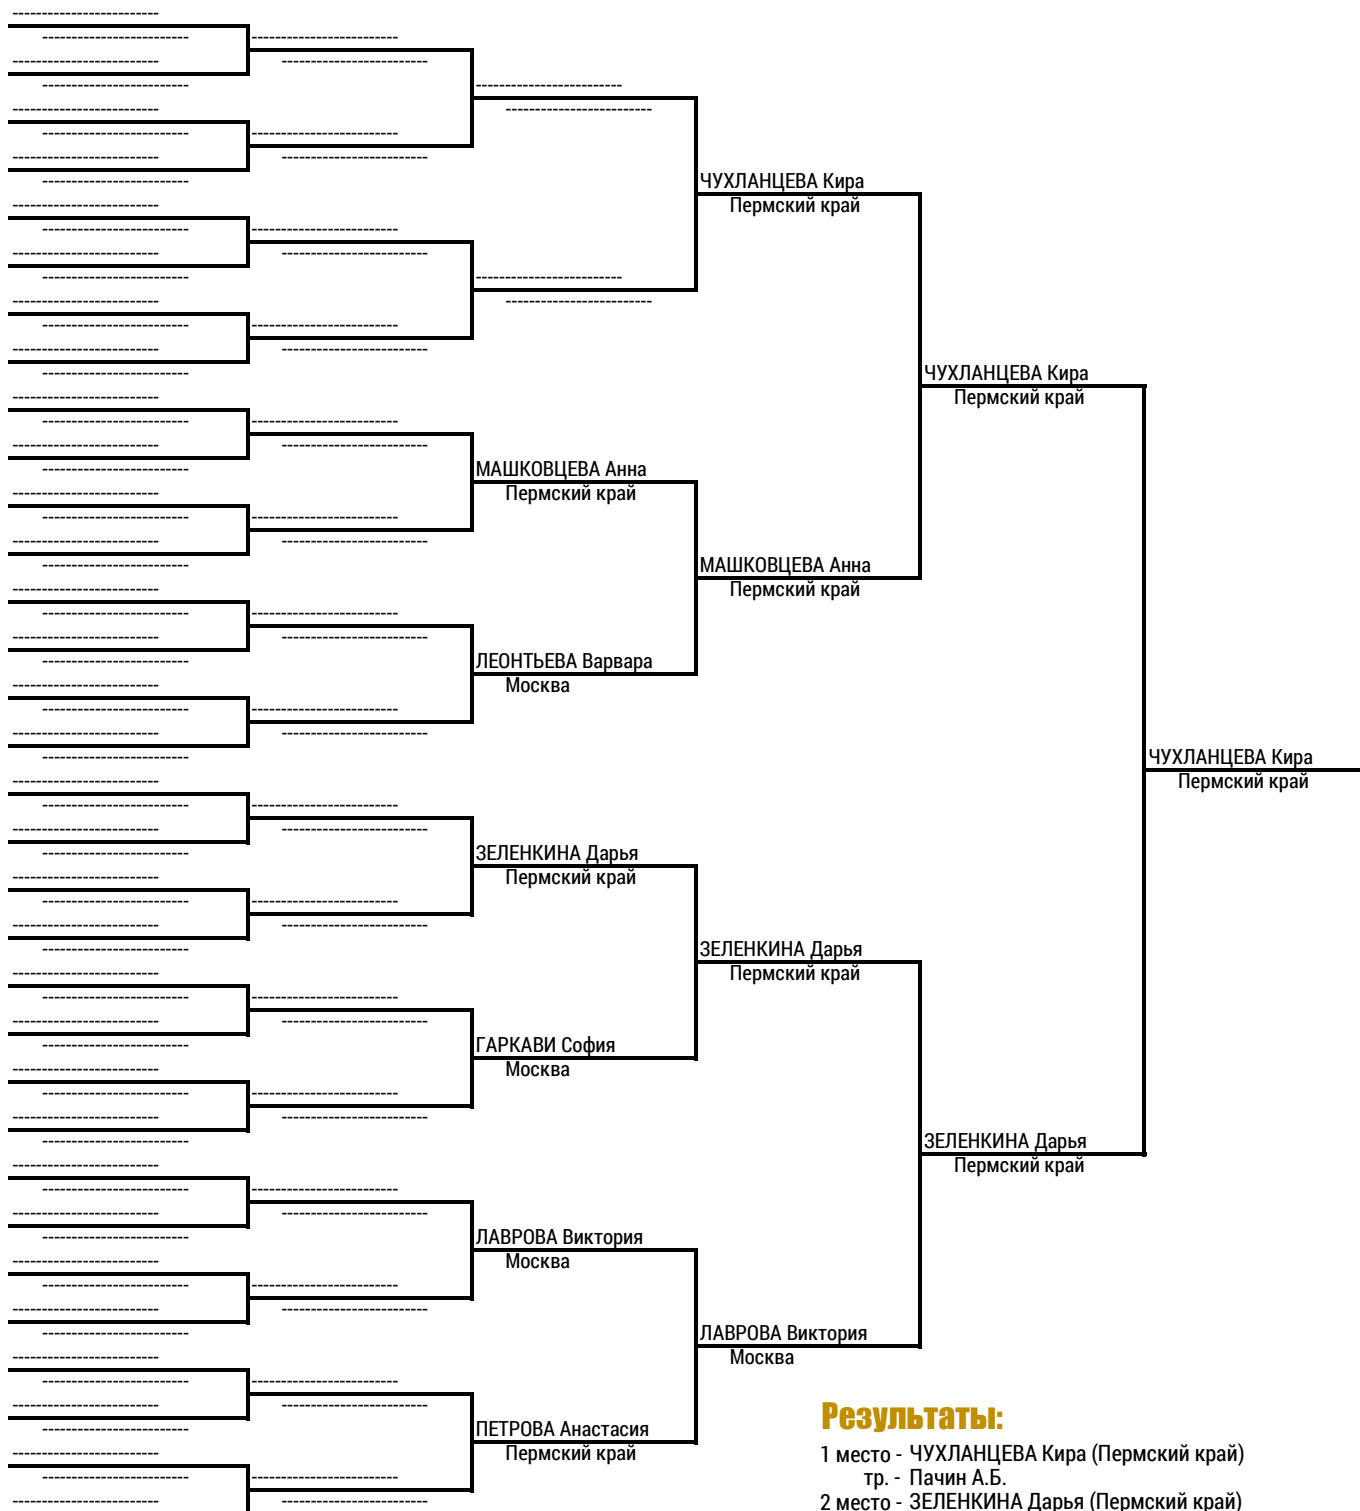 ЧУХЛАНЦЕВА Кира
Пермский край
ЧУХЛАНЦЕВА Кира
Пермский край
МАШКОВЦЕВА Анна
Пермский край
МАШКОВЦЕВА Анна
Пермский край
ЛЕОНТЬЕВА Варвара
Москва
ЧУХЛАНЦЕВА Кира
Пермский край
ЗЕЛЕНКИНА Дарья
Пермский край
ЗЕЛЕНКИНА Дарья
Пермский край
ГАРКАВИ София
Москва
ЗЕЛЕНКИНА Дарья
Пермский край
ЛАВРОВА Виктория
Москва
ЛАВРОВА Виктория
Москва
ПЕТРОВА Анастасия
Пермский край
Результаты:
1 место - ЧУХЛАНЦЕВА Кира (Пермский край)
тр. - Пачин А.Б.
2 место - ЗЕЛЕНКИНА Дарья (Пермский край)